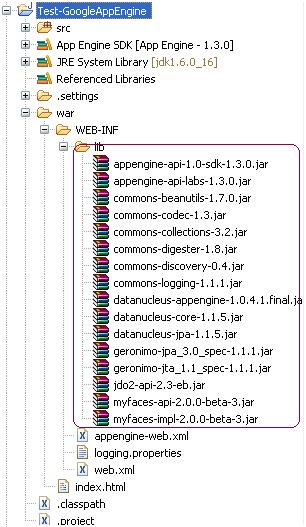 Test-GoogleAppEngine
src
App Engine SDK [App Engine - 1.3.0]
JRE System Library [jdk1.6.0_16]
Referenced Libraries
.settings
war
WEB-INF
lib
appengine-api-1.0-sdk-1.3.0.jar
appengine-api-labs-1.3.0.jar
commons-beanutils-1.7.0.jar
commons-codec-1.3.jar
commons-collections-3.2.jar
commons-digester-1.8.jar
commons-discovery-0.4.jar
commons-logging-1.1.1.jar
datanucleus-appengine-1.0.4.1.final.ja
datanucleus-core-1.1.5.jar
datanucleus-jpa-1.1.5.jar
geronimo-jpa_3.0_spec-1.1.1.jar
geronimo-jta_1.1_spec-1.1.1.jar
jdo2-api-2.3-eb.jar
myfaces-api-2.0.0-beta-3.jar
myfaces-impl-2.0.0-beta-3.jar
appengine-web.xml
logging.properties
web.xml
index.html
.classpath
.project